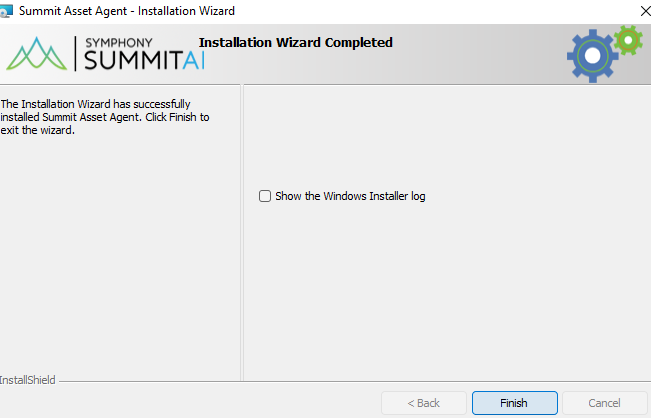 Summit Asset Agent - Installation Wizard
SYMPHONY
SUMMITAI
Installation Wizard Completed
The Installation Wizard has successfully
installed Summit Asset Agent. Click Finish to
exit the wizard.
Show the Windows Installer log
InstallShield
< Back
Finish
Cancel